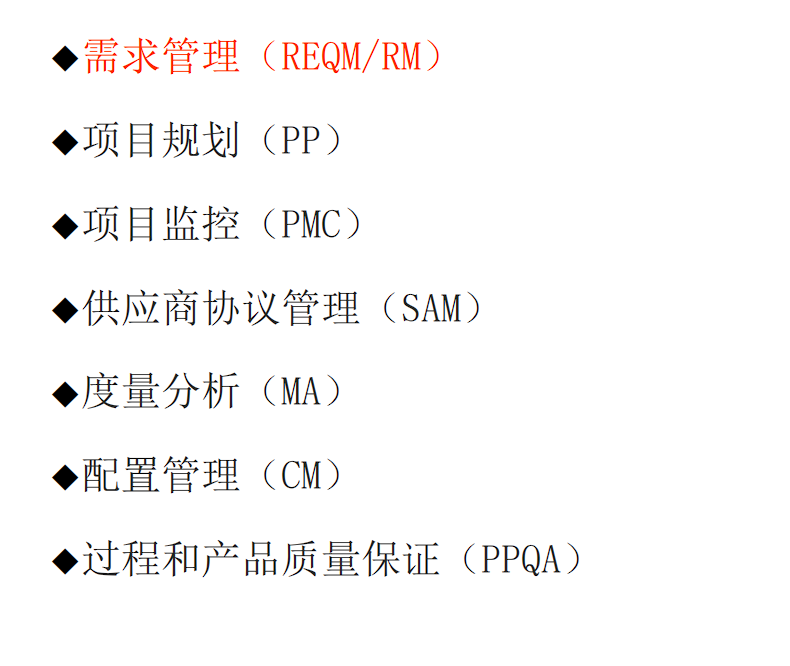 ◆需求管理（REQM/RM）
◆项目规划（PP）
◆项目监控（PMC）
◆供应商协议管理（SAM）
◆度量分析（MA）
◆配置管理（CM）
◆过程和产品质量保证（PPQA）